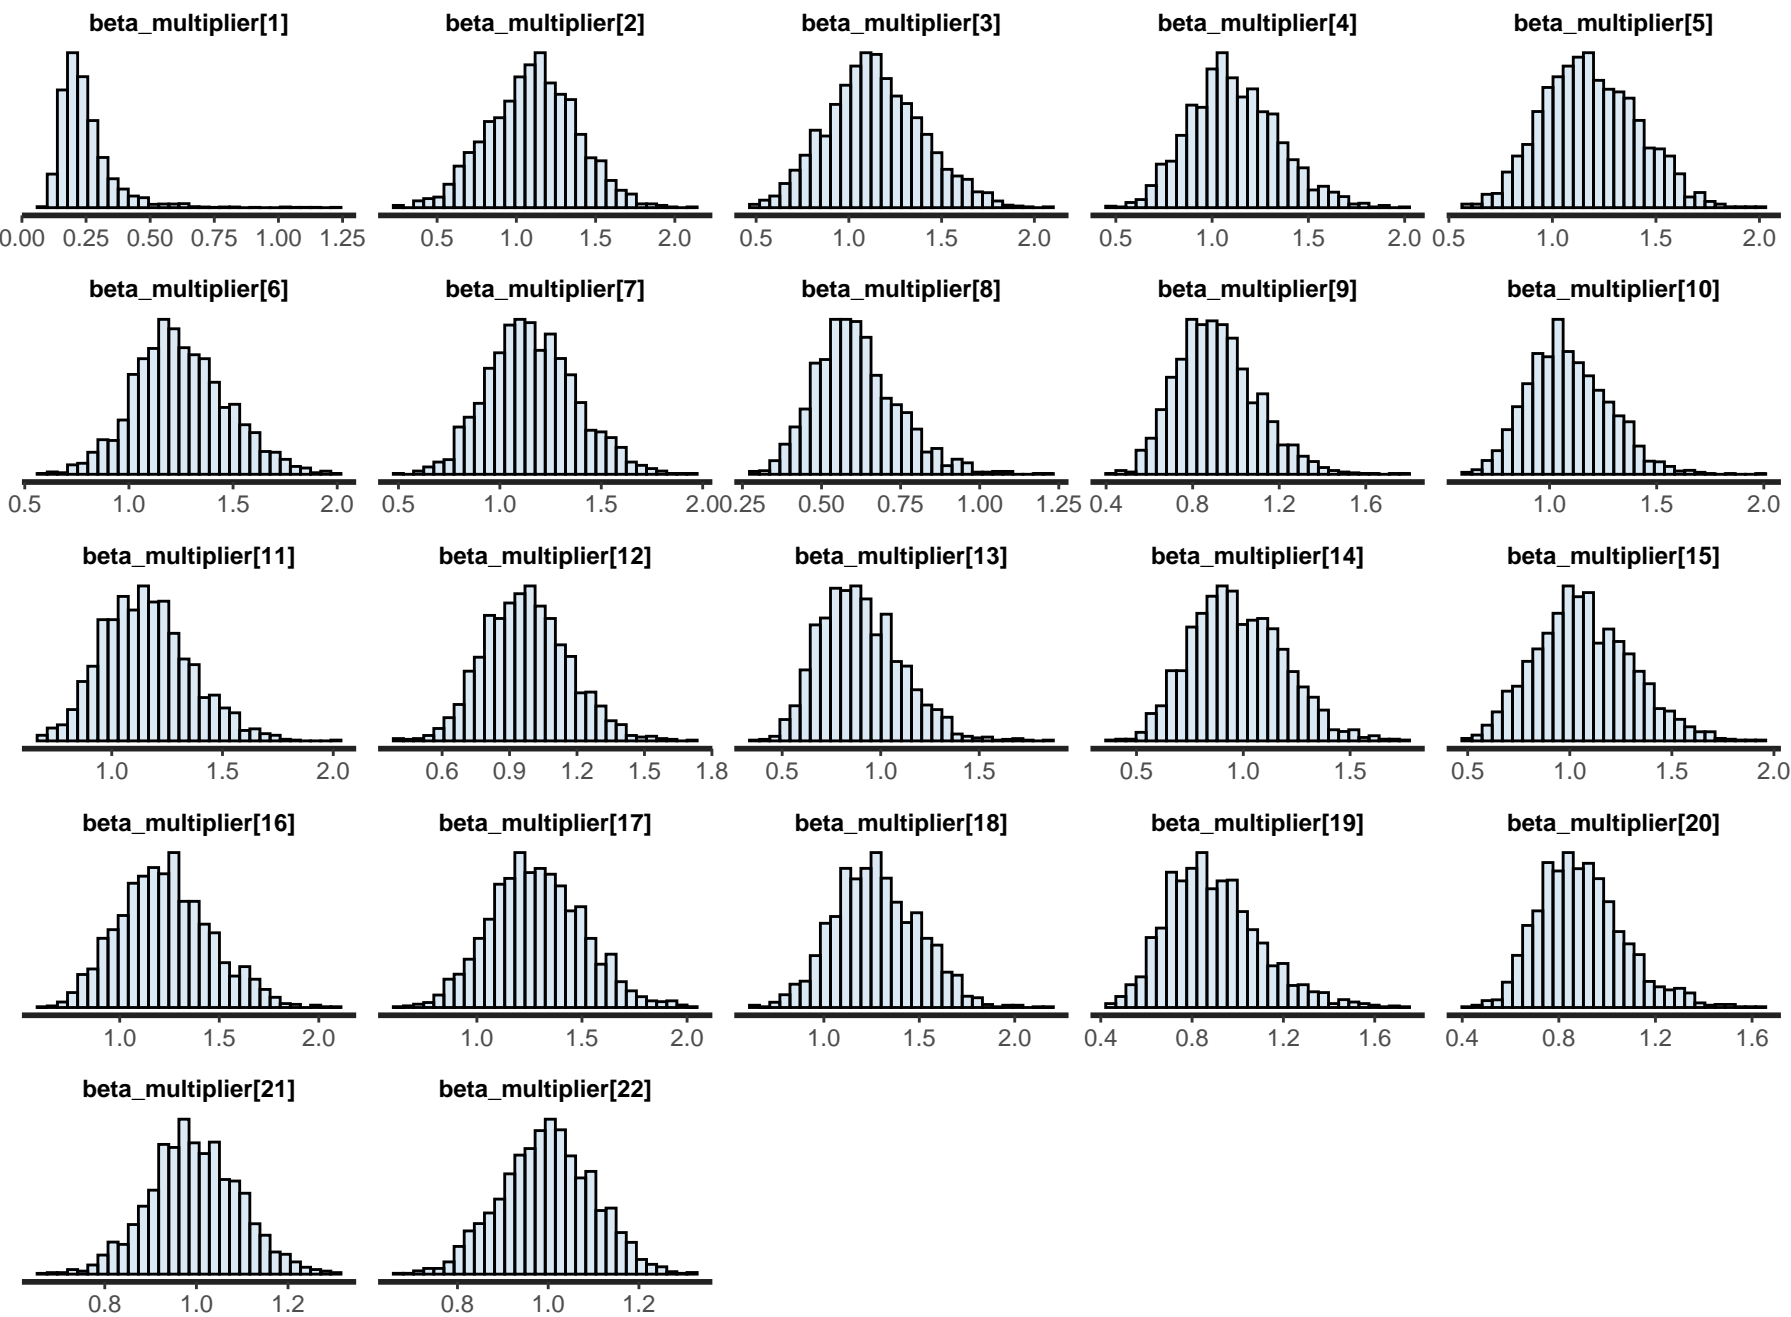 beta_multiplier[1] beta_multiplier[2] beta_multiplier[3] beta_multiplier[4] beta_multiplier[5]
0.00 0.25 0.50 0.75 1.00 1.25 0.5 1.0 1.5 2.0 0.5 1.0 1.5 2.0 0.5 1.0 1.5 2.0 0.5 1.0 1.5 2.0
beta_multiplier[6] beta_multiplier[7] beta_multiplier[8] beta_multiplier[9] beta_multiplier[10]
0.5 1.0 1.5 2.0 0.5 1.0 1.5 2.0 0.25 0.50 0.75 1.00 1.25 0.4 0.8 1.2 1.6 1.0 1.5 2.0
beta_multiplier[11] beta_multiplier[12] beta_multiplier[13] beta_multiplier[14] beta_multiplier[15]
1.0 1.5 2.0 0.6 0.9 1.2 1.5 1.8 0.5 1.0 1.5 0.5 1.0 1.5 0.5 1.0 1.5 2.0
beta_multiplier[16] beta_multiplier[17] beta_multiplier[18] beta_multiplier[19] beta_multiplier[20]
1.0 1.5 2.0 1.0 1.5 2.0 1.0 1.5 2.0 0.4 0.8 1.2 1.6 0.4 0.8 1.2 1.6
beta_multiplier[21] beta_multiplier[22]
0.8 1.0 1.2 0.8 1.0 1.2